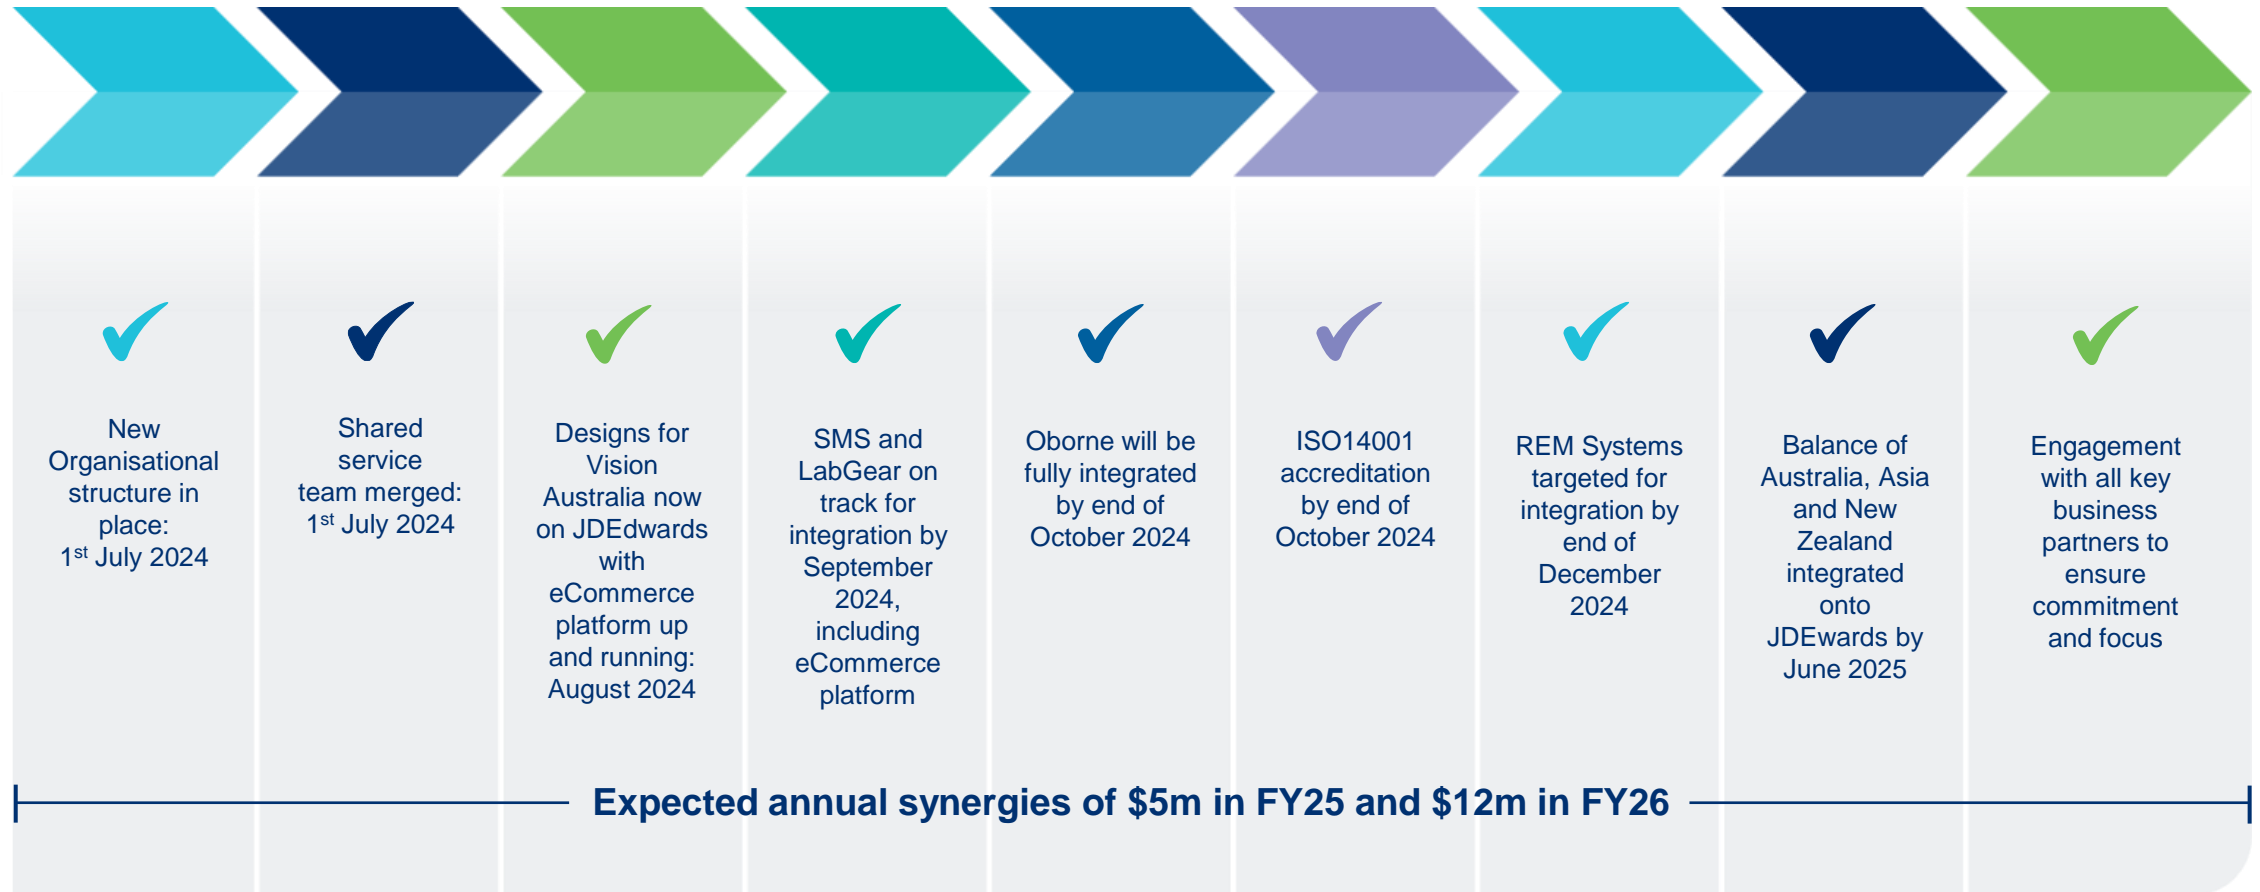 New
Organisational
structure in
place:
1st July 2024
Shared
service
team merged:
1st July 2024
Designs for
Vision
Australia now
on JDEdwards
with
eCommerce
platform up
and running:
August 2024
SMS and
LabGear on
track for
integration by
September
2024,
including
eCommerce
platform
Oborne will be
fully integrated
by end of
October 2024
ISO14001
accreditation
by end of
October 2024
REM Systems
targeted for
integration by
end of
December
2024
Balance of
Australia, Asia
and New
Zealand
integrated
onto
JDEwards by
June 2025
Engagement
with all key
business
partners to
ensure
commitment
and focus
Expected annual synergies of $5m in FY25 and $12m in FY26